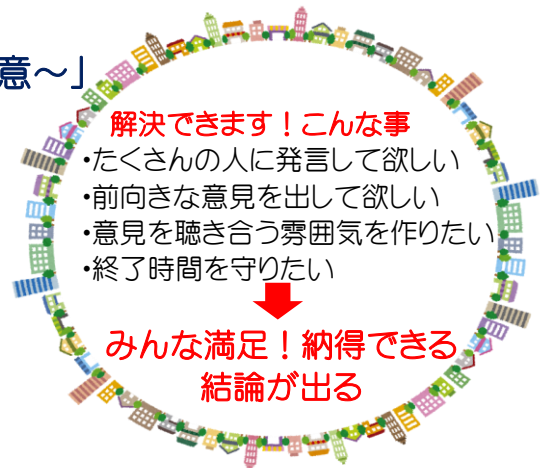 意～」
解決できます！こんな事
・たくさんの人に発言して欲しい
・前向きな意見を出して欲しい
・意見を聴き合う雰囲気を作りたい
・終了時間を守りたい
みんな満足！納得できる
結論が出る